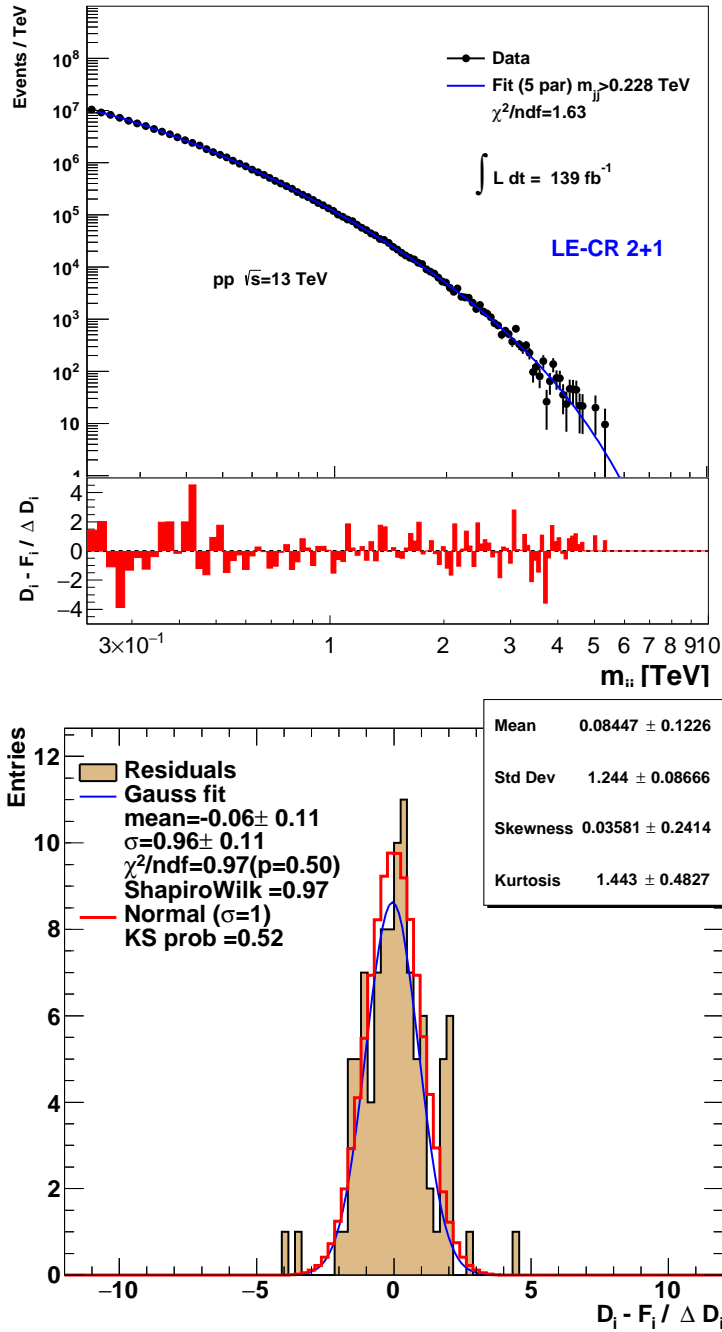 Events / TeV
10⁸
10⁷
10⁶
10⁵
10⁴
10³
10²
10
1
Data
Fit (5 par) m_jj>0.228 TeV
χ²/ndf=1.63
∫ L dt = 139 fb⁻¹
LE-CR 2+1
pp √s=13 TeV
D_i - F_i / Δ D_i
4
2
0
−2
−4
3×10⁻¹ 1 2 3 4 5 6 7 8 9 10
m_jj [TeV]
Entries
12
10
8
6
4
2
0
Residuals
Gauss fit
mean=-0.06± 0.11
σ=0.96± 0.11
χ²/ndf=0.97(p=0.50)
ShapiroWilk =0.97
Normal (σ=1)
KS prob =0.52
Mean 0.08447 ± 0.1226
Std Dev 1.244 ± 0.08666
Skewness 0.03581 ± 0.2414
Kurtosis 1.443 ± 0.4827
−10 −5 0 5 10
D_i - F_i / Δ D_i